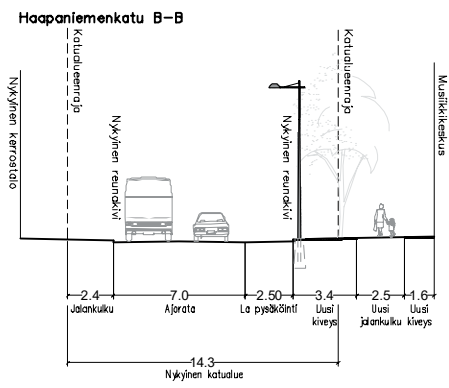 Haapaniemenkatu B-B
Nykyinen kerrostalo
Katualueenraja
Nykyinen reunakivi
Nykyinen reunakivi
Katualueenraja
Musiikkikeskus
2.4 7.0 2.50 3.4 2.5 1.6
Jalankulku Ajorata La pysäköinti Uusi kiveys Uusi jalankulku Uusi kiveys
14.3
Nykyinen katualue